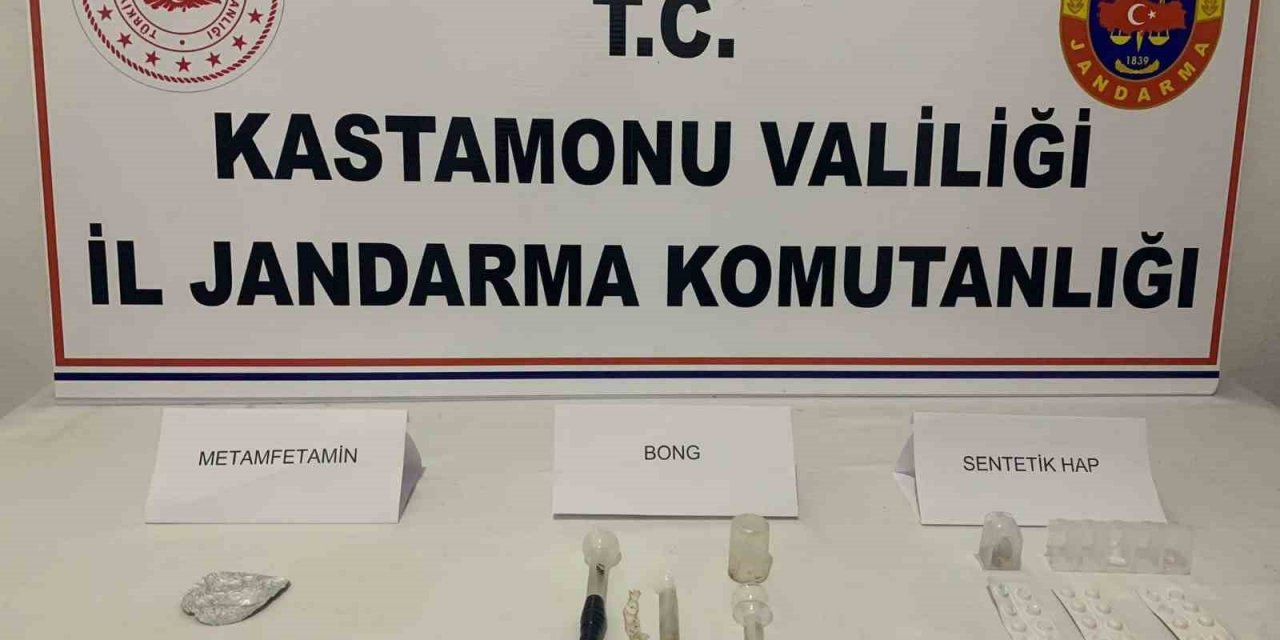 T.C.
KASTAMONU VALİLİĞİ
İL JANDARMA KOMUTANLIĞI
JANDARMA
1839
METAMFETAMİN
BONG
SENTETİK HAP